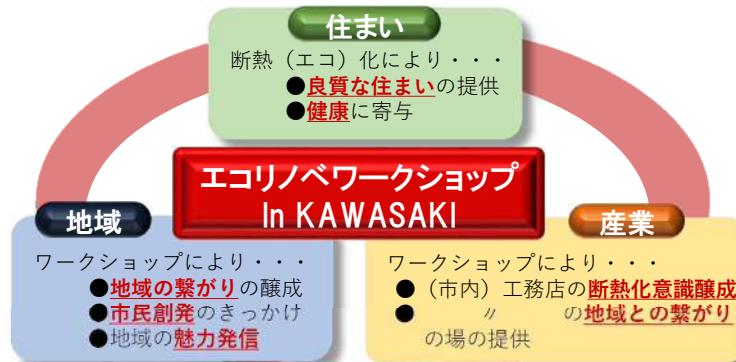 住まい
断熱（エコ）化により・・・
●良質な住まいの提供
●健康に寄与
エコリノベワークショップ
In KAWASAKI
地域
ワークショップにより・・・
●地域の繋がりの醸成
●市民創発のきっかけ
●地域の魅力発信
産業
ワークショップにより・・・
●（市内）工務店の断熱化意識醸成
●　　〃　　の地域との繋がり
の場の提供